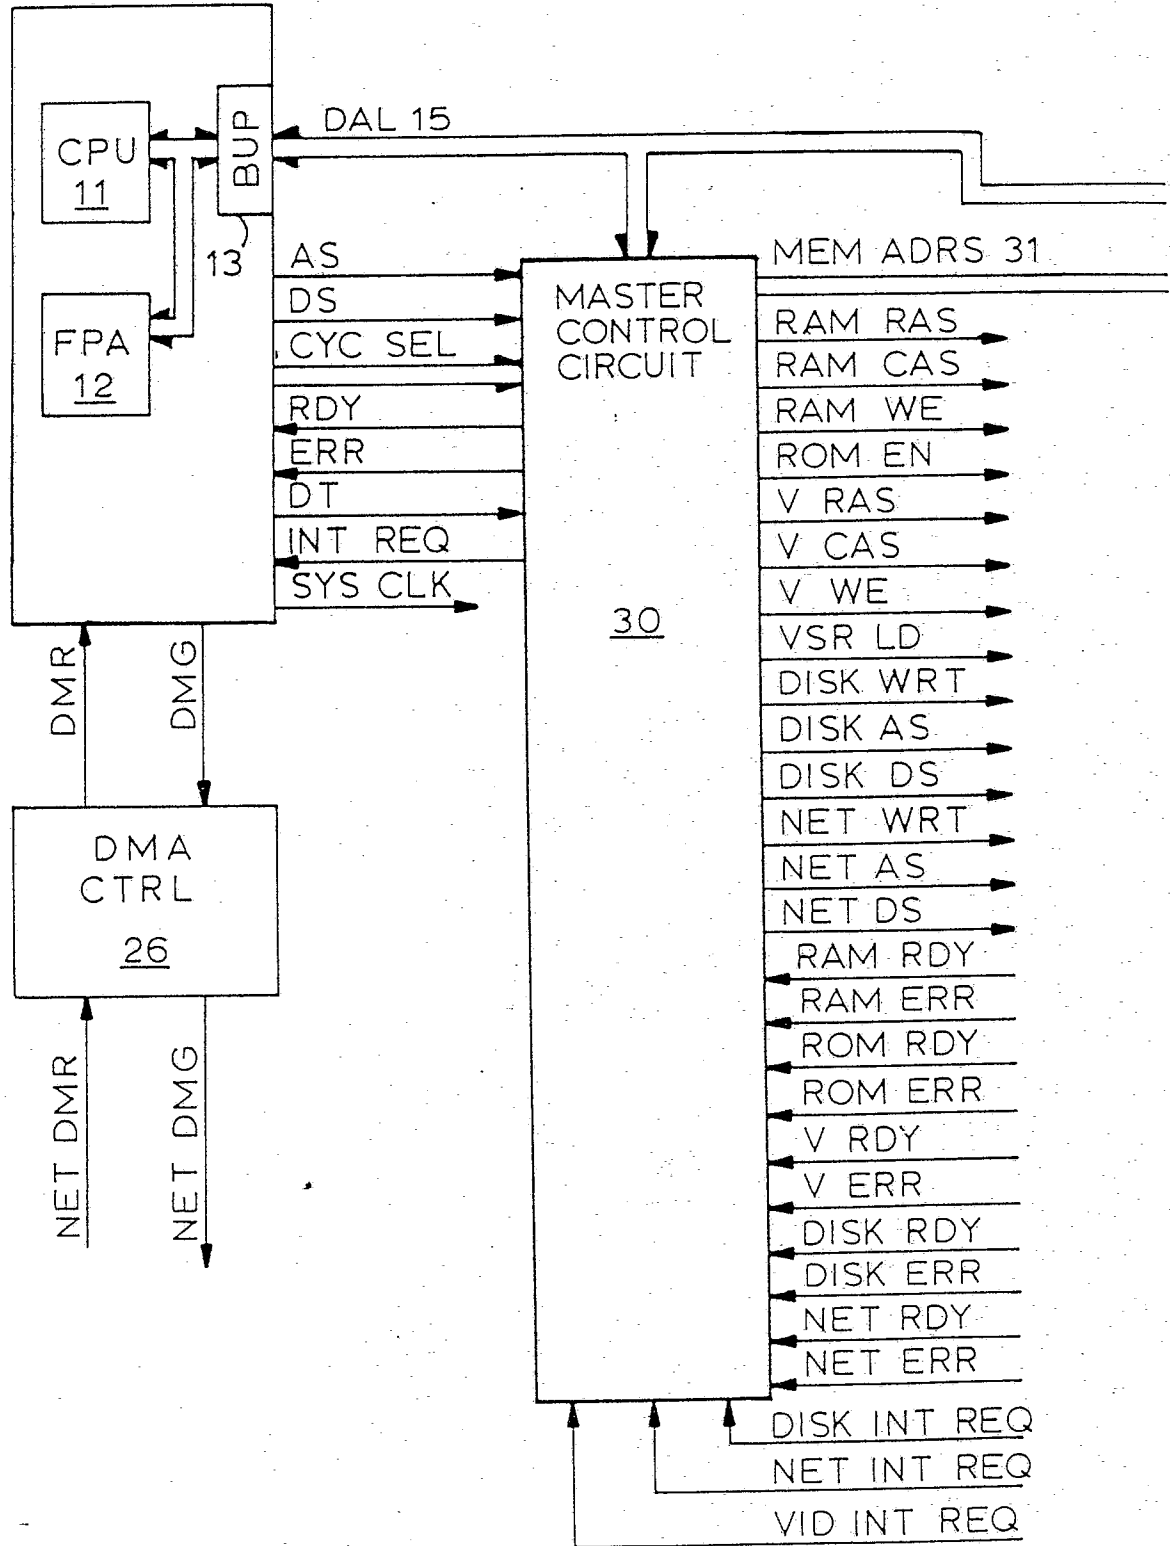 CPU
11
BUP
13
FPA
12
DAL 15
AS
DS
CYC SEL
RDY
ERR
DT
INT REQ
SYS CLK
DMR
DMG
DMA
CTRL
26
NET DMR
NET DMG
MASTER
CONTROL
CIRCUIT
30
MEM ADRS 31
RAM RAS
RAM CAS
RAM WE
ROM EN
V RAS
V CAS
V WE
VSR LD
DISK WRT
DISK AS
DISK DS
NET WRT
NET AS
NET DS
RAM RDY
RAM ERR
ROM RDY
ROM ERR
V RDY
V ERR
DISK RDY
DISK ERR
NET RDY
NET ERR
DISK INT REQ
NET INT REQ
VID INT REQ